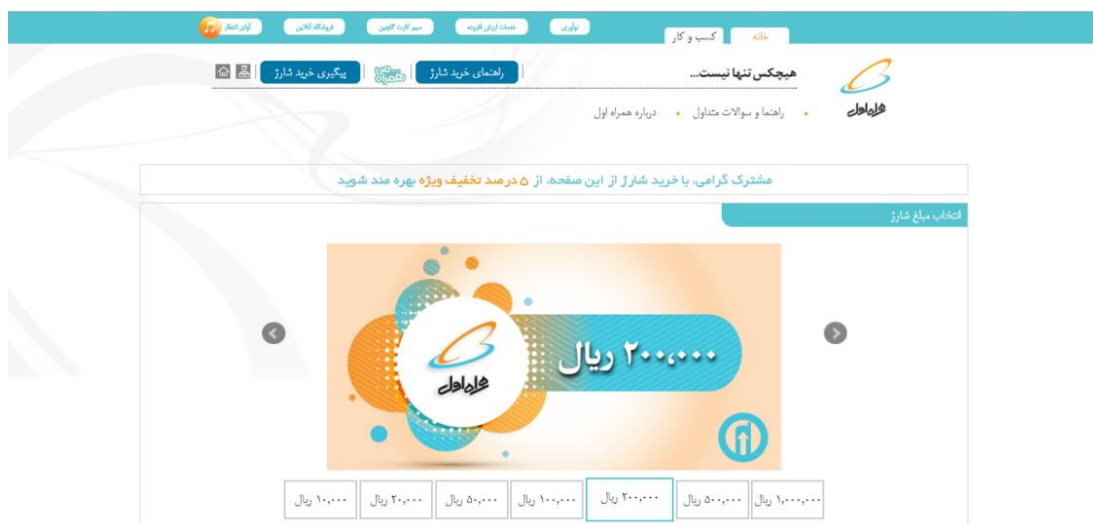 خانه کسب و کار نوآوری خدمات ارزش افزوده سیم کارت گلچین فروشگاه آنلاین آوای انتظار
هیچکس تنها نیست... راهنمای خرید شارژ همراه من پیگیری خرید شارژ
همراه اول
راهنما و سوالات متداول • درباره همراه اول
مشترک گرامی، با خرید شارژ از این صفحه، از ۵ درصد تخفیف ویژه بهره مند شوید
انتخاب مبلغ شارژ
۲۰۰،۰۰۰ ریال
همراه اول
۱,۰۰۰,۰۰۰ ریال ۵۰۰,۰۰۰ ریال ۲۰۰,۰۰۰ ریال ۱۰۰,۰۰۰ ریال ۵۰,۰۰۰ ریال ۲۰,۰۰۰ ریال ۱۰,۰۰۰ ریال